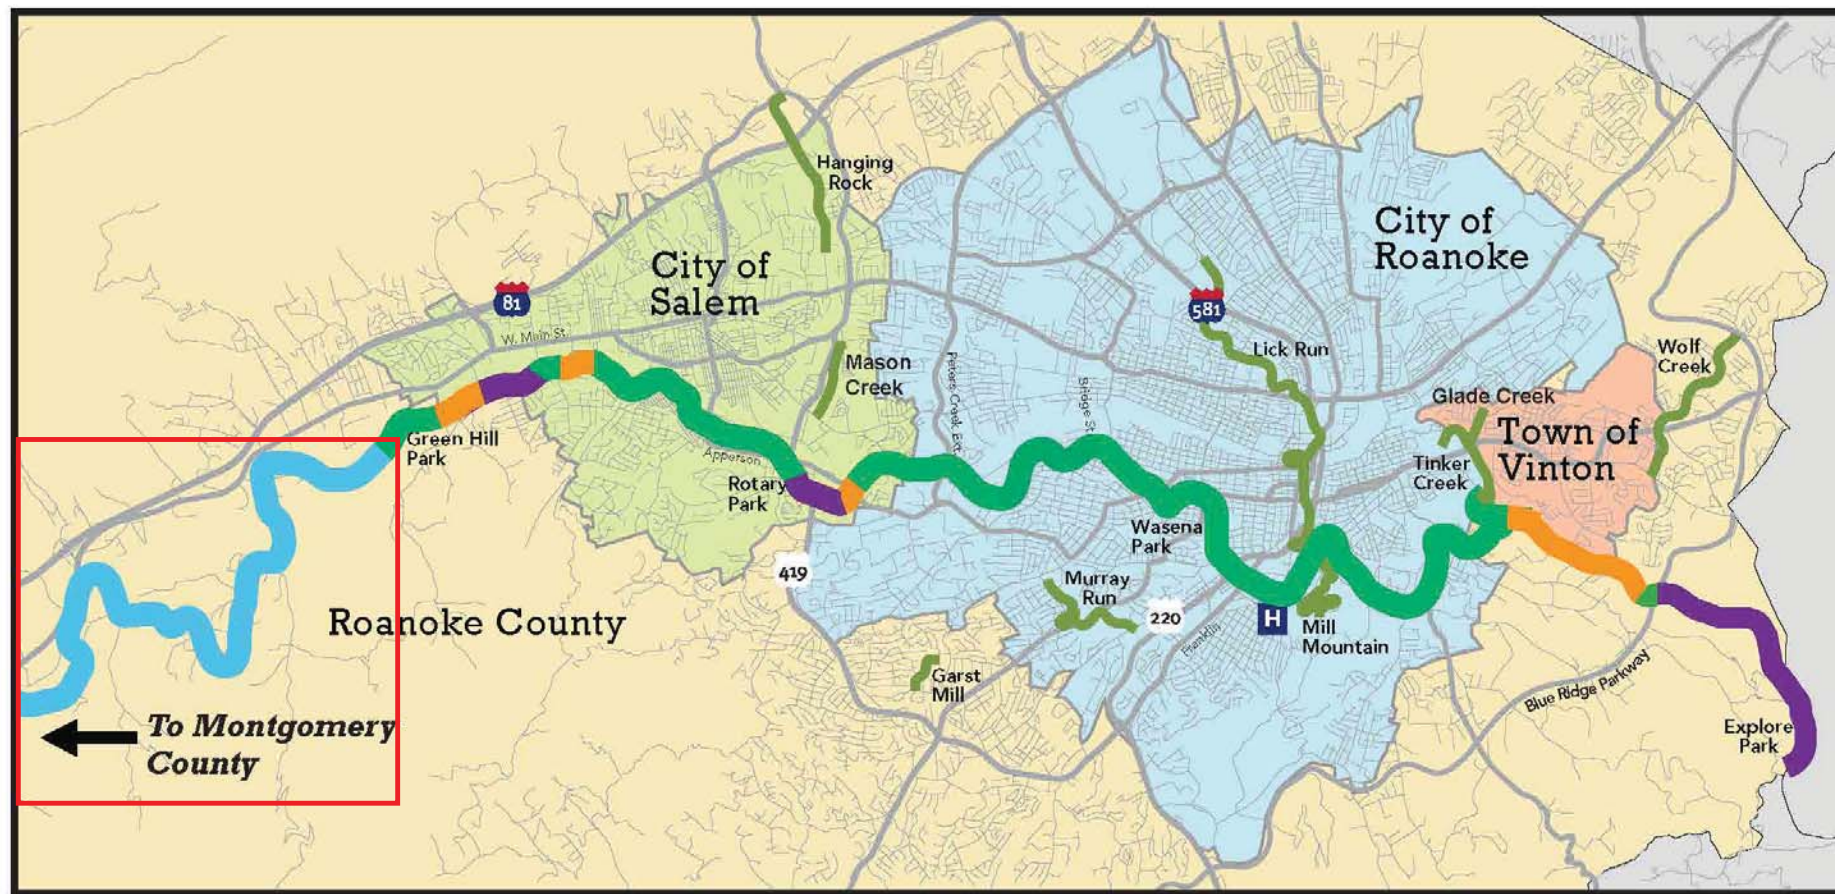 Hanging
Rock
City of
Roanoke
City of
Salem
81
581
W. Main St.
Lick Run
Mason
Creek
Wolf
Creek
Peters Creek Ext.
Bridge St.
Glade Creek
Town of
Vinton
Green Hill
Park
Apperson
Tinker
Creek
Rotary
Park
Wasena
Park
419
Murray
Run
220
H
Franklin
Mill
Mountain
Roanoke County
Garst
Mill
Blue Ridge Parkway
To Montgomery
County
Explore
Park